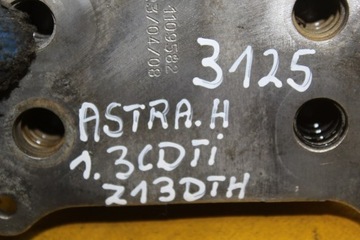 1109582
3/04/08
3125
ASTRA.H
1.3CDTi
Z13DTH